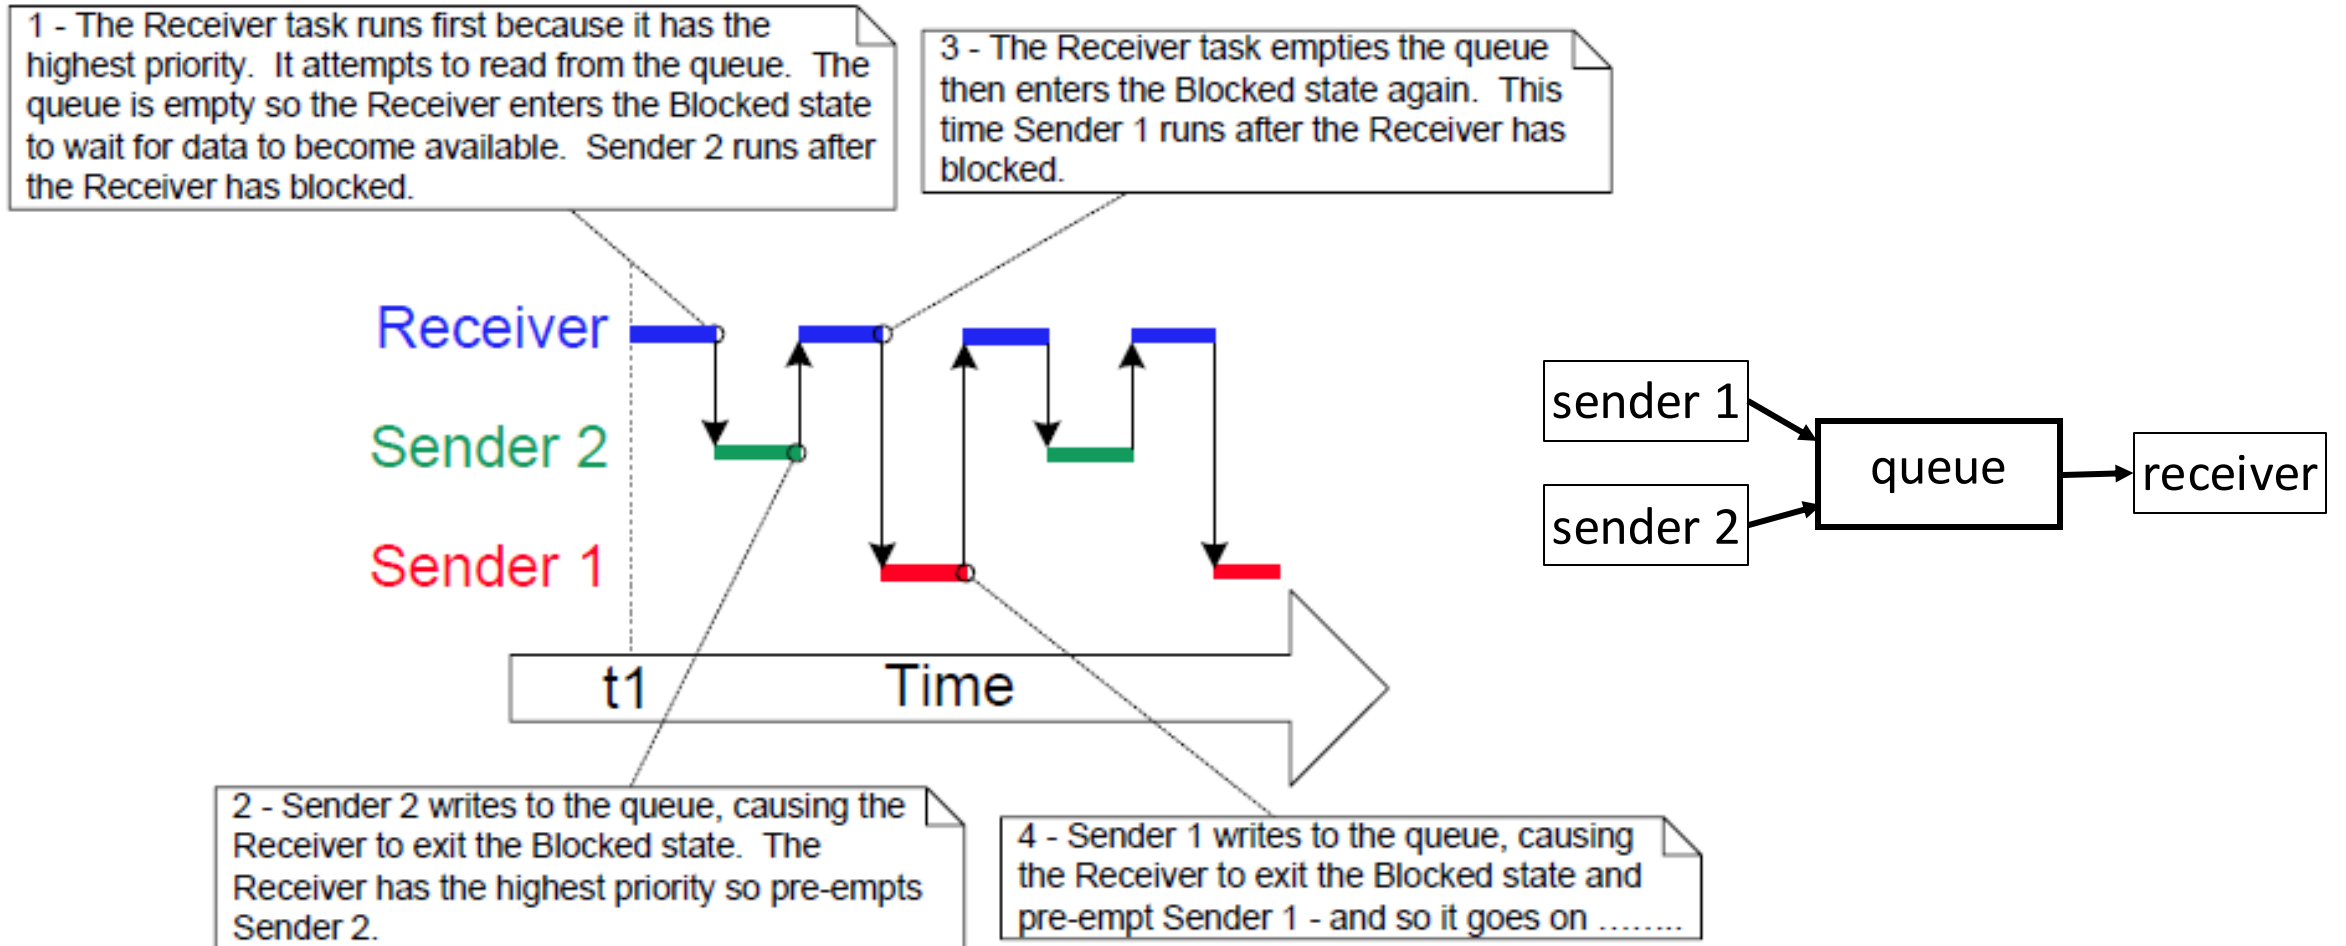 1 - The Receiver task runs first because it has the
highest priority.  It attempts to read from the queue.  The
queue is empty so the Receiver enters the Blocked state
to wait for data to become available.  Sender 2 runs after
the Receiver has blocked.
3 - The Receiver task empties the queue
then enters the Blocked state again.  This
time Sender 1 runs after the Receiver has
blocked.
Receiver
Sender 2
Sender 1
t1
Time
sender 1
sender 2
queue
receiver
2 - Sender 2 writes to the queue, causing the
Receiver to exit the Blocked state.  The
Receiver has the highest priority so pre-empts
Sender 2.
4 - Sender 1 writes to the queue, causing
the Receiver to exit the Blocked state and
pre-empt Sender 1 - and so it goes on ........